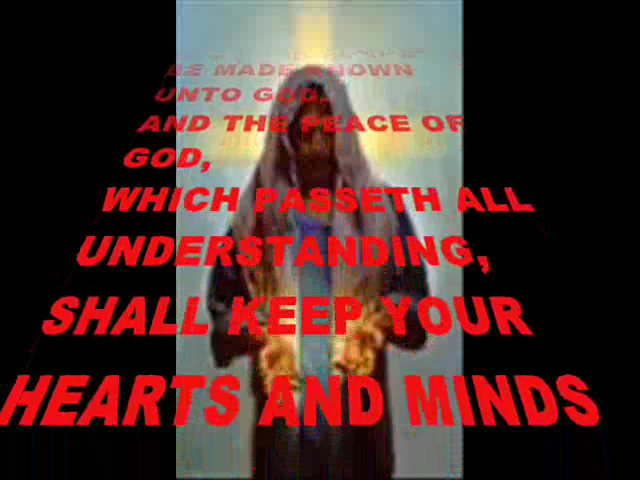 BE MADE KNOWN
UNTO GOD.
AND THE PEACE OF
GOD,
WHICH PASSETH ALL
UNDERSTANDING,
SHALL KEEP YOUR
HEARTS AND MINDS